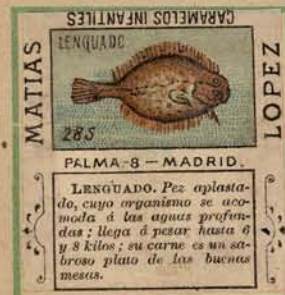 CARAMELOS INFANTILES
MATIAS
LOPEZ
LENGUADO
285
PALMA-8-MADRID.
LENGUADO. Pez aplasta-
do, cuyo organismo se aco-
moda á las aguas profun-
das; llega á pesar hasta 6
y 8 kilos; su carne es un sa-
broso plato de las buenas
mesas.